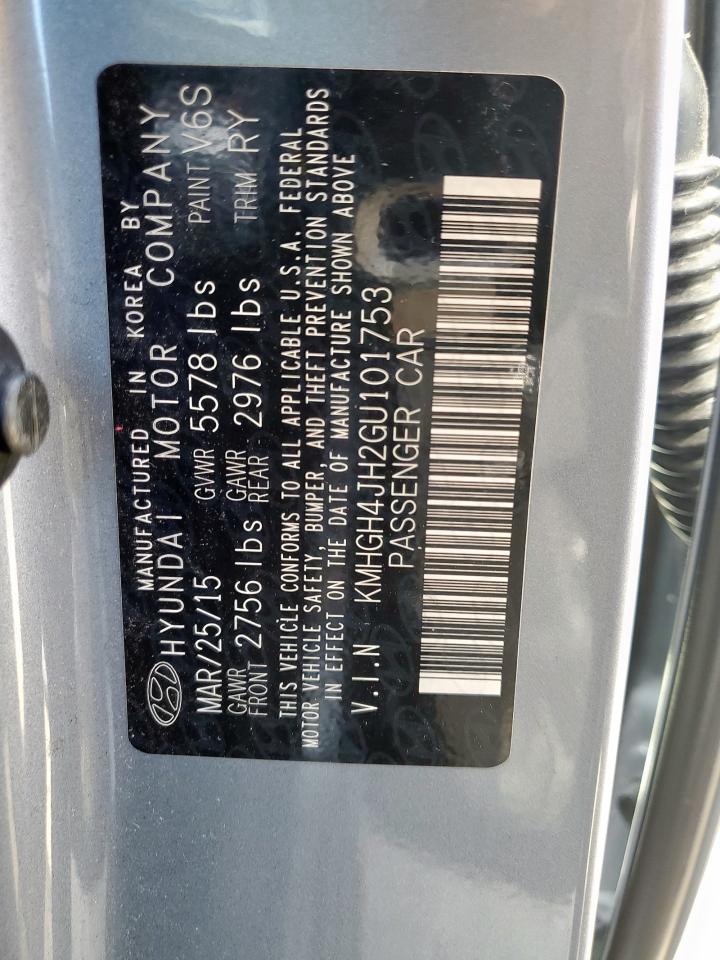 MANUFACTURED IN KOREA BY
HYUNDAI MOTOR COMPANY
MAR/25/15 GVWR 5578 lbs PAINT V6S
GAWR FRONT 2756 lbs GAWR REAR 2976 lbs TRIM RY
THIS VEHICLE CONFORMS TO ALL APPLICABLE U.S.A. FEDERAL
MOTOR VEHICLE SAFETY, BUMPER, AND THEFT PREVENTION STANDARDS
IN EFFECT ON THE DATE OF MANUFACTURE SHOWN ABOVE
V.I.N KMHGH4JH2GU101753
PASSENGER CAR